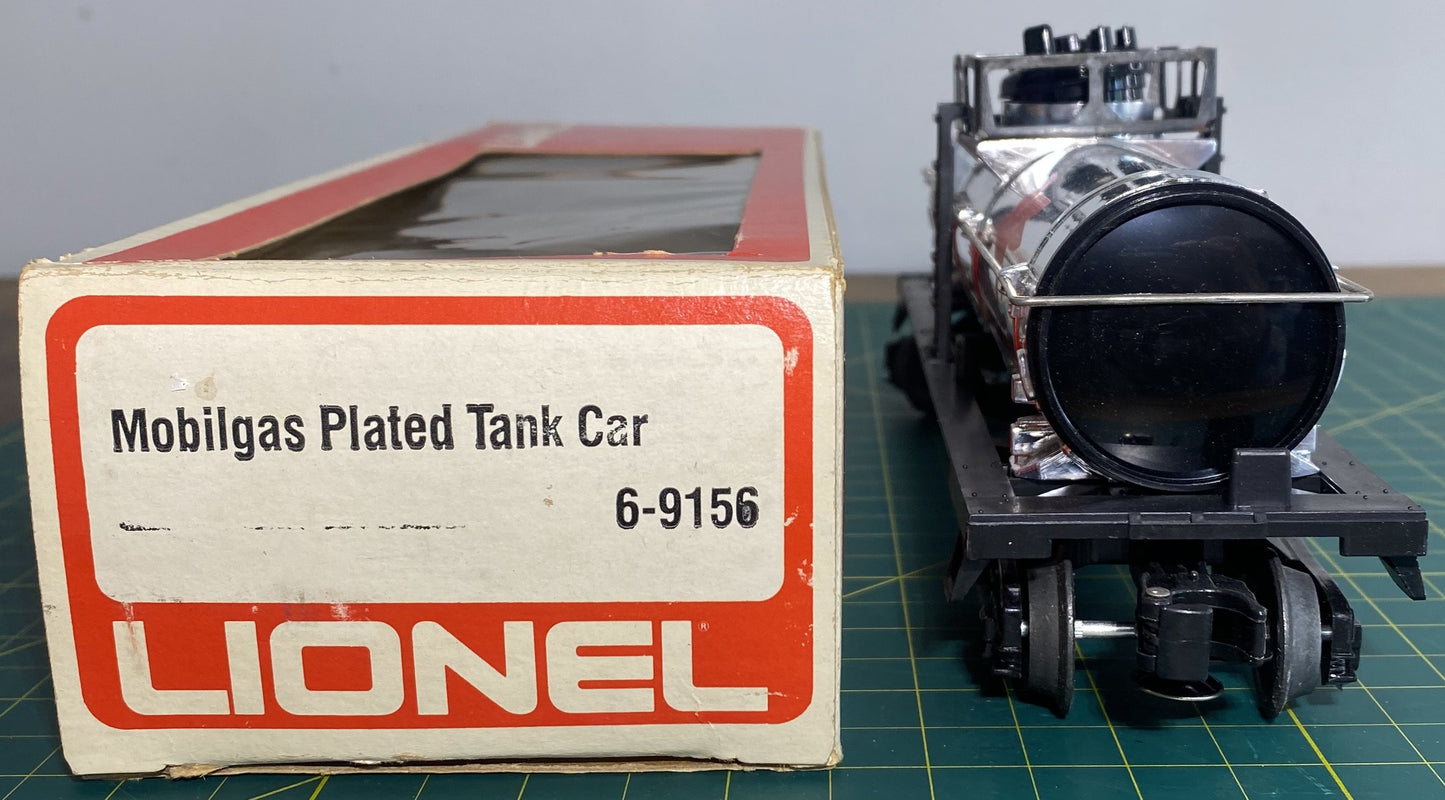 Mobilgas Plated Tank Car
6-9156
LIONEL®